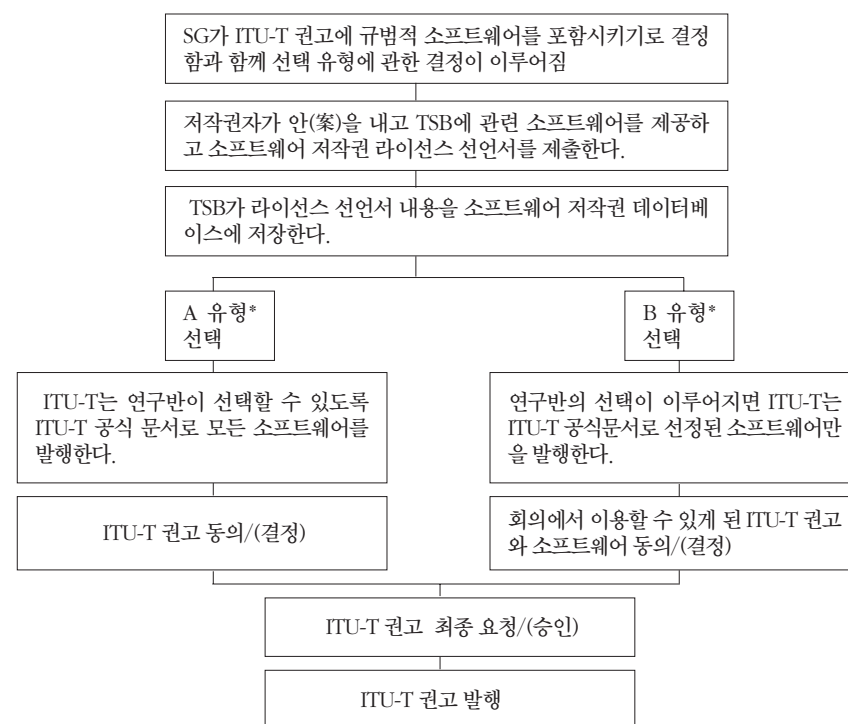 SG가 ITU-T 권고에 규범적 소프트웨어를 포함시키기로 결정
함과 함께 선택 유형에 관한 결정이 이루어짐
저작권자가 안(案)을 내고 TSB에 관련 소프트웨어를 제공하
고 소프트웨어 저작권 라이선스 선언서를 제출한다.
TSB가 라이선스 선언서 내용을 소프트웨어 저작권 데이터베
이스에 저장한다.
A 유형*
선택
B 유형*
선택
ITU-T는 연구반이 선택할 수 있도록
ITU-T 공식 문서로 모든 소프트웨어를
발행한다.
연구반의 선택이 이루어지면 ITU-T는
ITU-T 공식문서로 선정된 소프트웨어만
을 발행한다.
ITU-T 권고 동의/(결정)
회의에서 이용할 수 있게 된 ITU-T 권고
와 소프트웨어 동의/(결정)
ITU-T 권고 최종 요청/(승인)
ITU-T 권고 발행